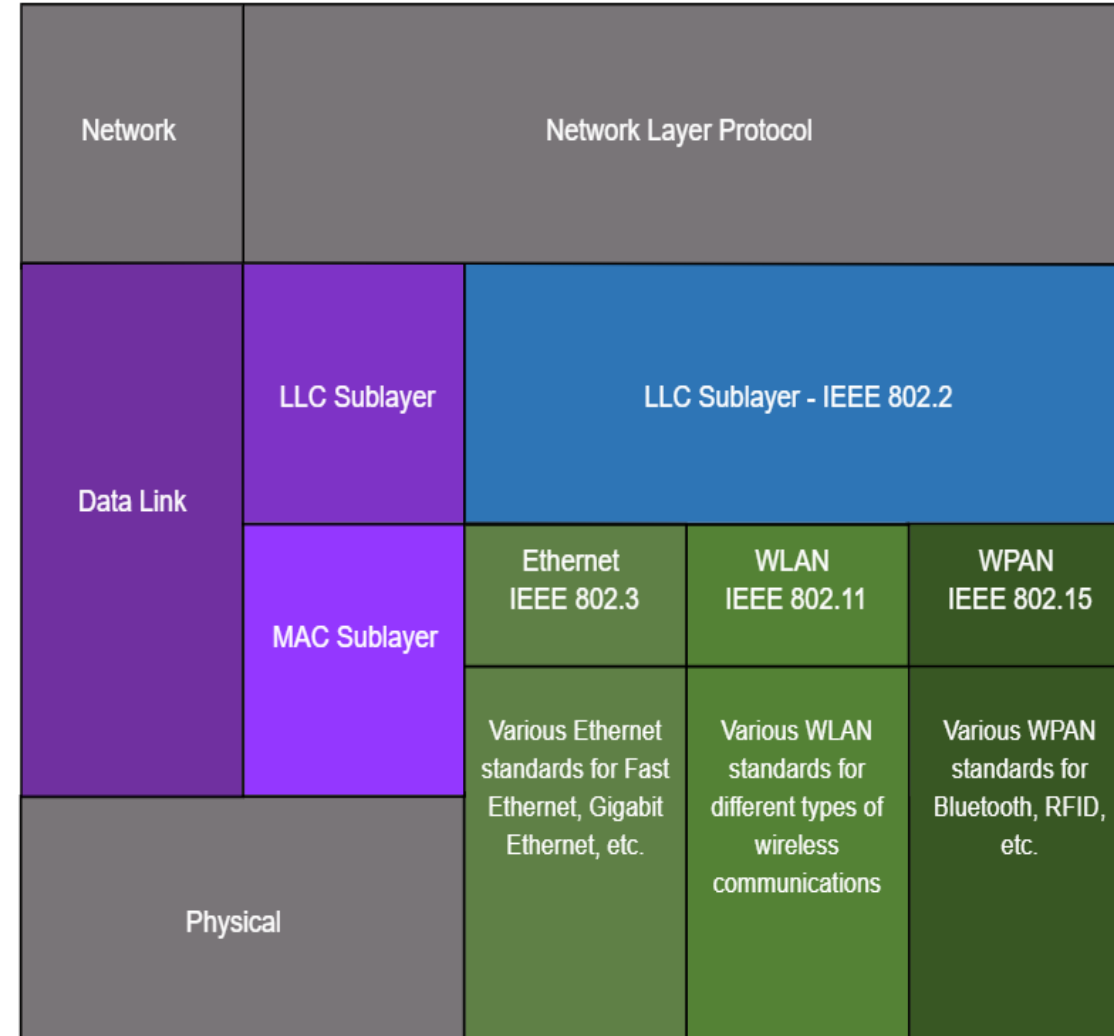 Network
Network Layer Protocol
Data Link
LLC Sublayer
LLC Sublayer - IEEE 802.2
MAC Sublayer
Ethernet
IEEE 802.3
WLAN
IEEE 802.11
WPAN
IEEE 802.15
Various Ethernet
standards for Fast
Ethernet, Gigabit
Ethernet, etc.
Various WLAN
standards for
different types of
wireless
communications
Various WPAN
standards for
Bluetooth, RFID,
etc.
Physical